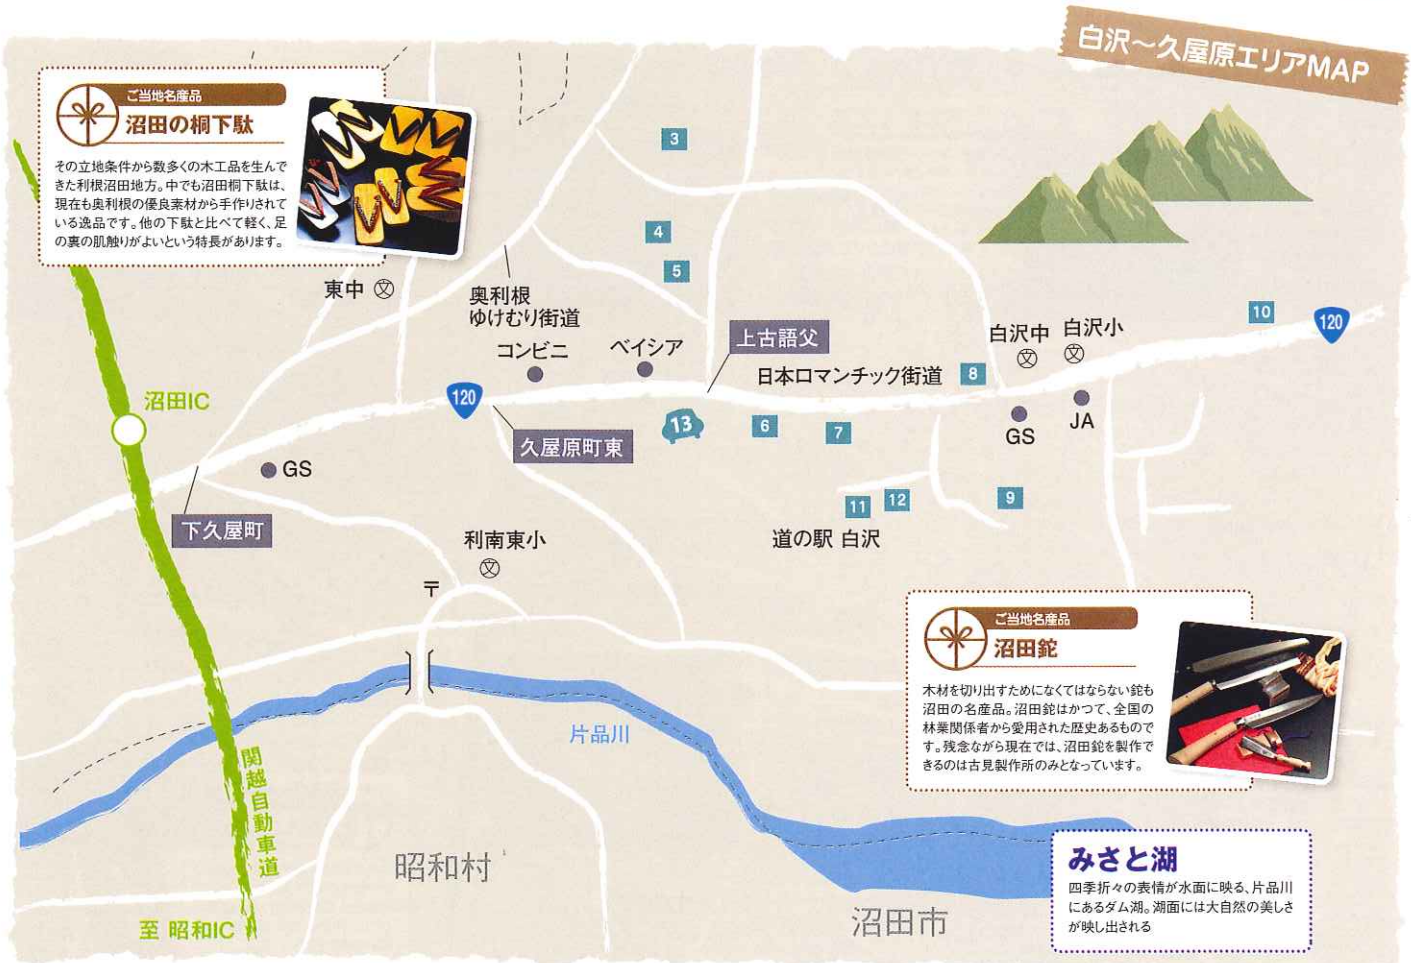 白沢～久屋原エリアMAP
ご当地名産品
沼田の桐下駄
その立地条件から数多くの木工品を生んで
きた利根沼田地方。中でも沼田桐下駄は、
現在も奥利根の優良素材から手作りされて
いる逸品です。他の下駄と比べて軽く、足
の裏の肌触りがよいという特長があります。
3
4
5
東中 文
奥利根
ゆけむり街道
コンビニ
ベイシア
上古語父
日本ロマンチック街道
8
白沢中
文
白沢小
文
10
120
沼田IC
120
久屋原町東
13
6
7
GS
JA
GS
下久屋町
利南東小
文
〒
11
12
9
道の駅 白沢
ご当地名産品
沼田鉈
木材を切り出すためになくてはならない鉈も
沼田の名産品。沼田鉈はかつて、全国の
林業関係者から愛用された歴史あるもので
す。残念ながら現在では、沼田鉈を製作で
きるのは古見製作所のみとなっています。
片品川
関越自動車道
昭和村
至 昭和IC
沼田市
みさと湖
四季折々の表情が水面に映る、片品川
にあるダム湖。湖面には大自然の美しさ
が映し出される